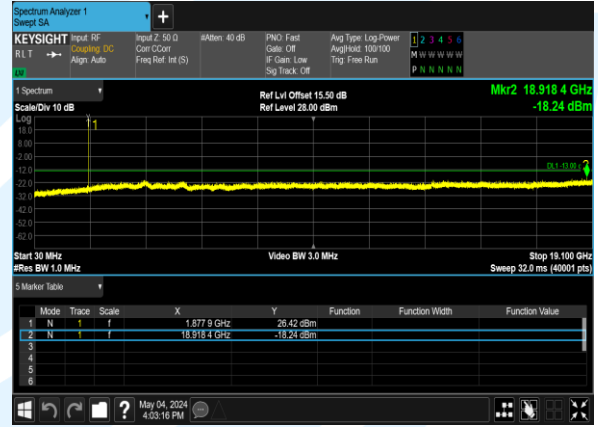 Spectrum Analyzer 1
Swept SA
+
KEYSIGHT Input: RF Input Z: 50 Ω #Atten: 40 dB PNO: Fast Avg Type: Log-Power 1 2 3 4 5 6
RLT Coupling: DC Corr CCorr Gate: Off Avg|Hold: 100/100 M W W W W W
Align: Auto Freq Ref: Int (S) IF Gain: Low Trig: Free Run P N N N N N
Sig Track: Off
1 Spectrum Ref Lvl Offset 15.50 dB Mkr2 18.918 4 GHz
Scale/Div 10 dB Ref Level 28.00 dBm -18.24 dBm
Log
1
18.0
8.00
-2.00
-12.0
DL1 -13.00
2
-22.0
-32.0
-42.0
-52.0
-62.0
Start 30 MHz Video BW 3.0 MHz Stop 19.100 GHz
#Res BW 1.0 MHz Sweep 32.0 ms (40001 pts)
5 Marker Table
Mode Trace Scale X Y Function Function Width Function Value
1 N 1 f 1.877 9 GHz 26.42 dBm
2 N 1 f 18.918 4 GHz -18.24 dBm
3
4
5
6
? May 04, 2024
4:03:16 PM